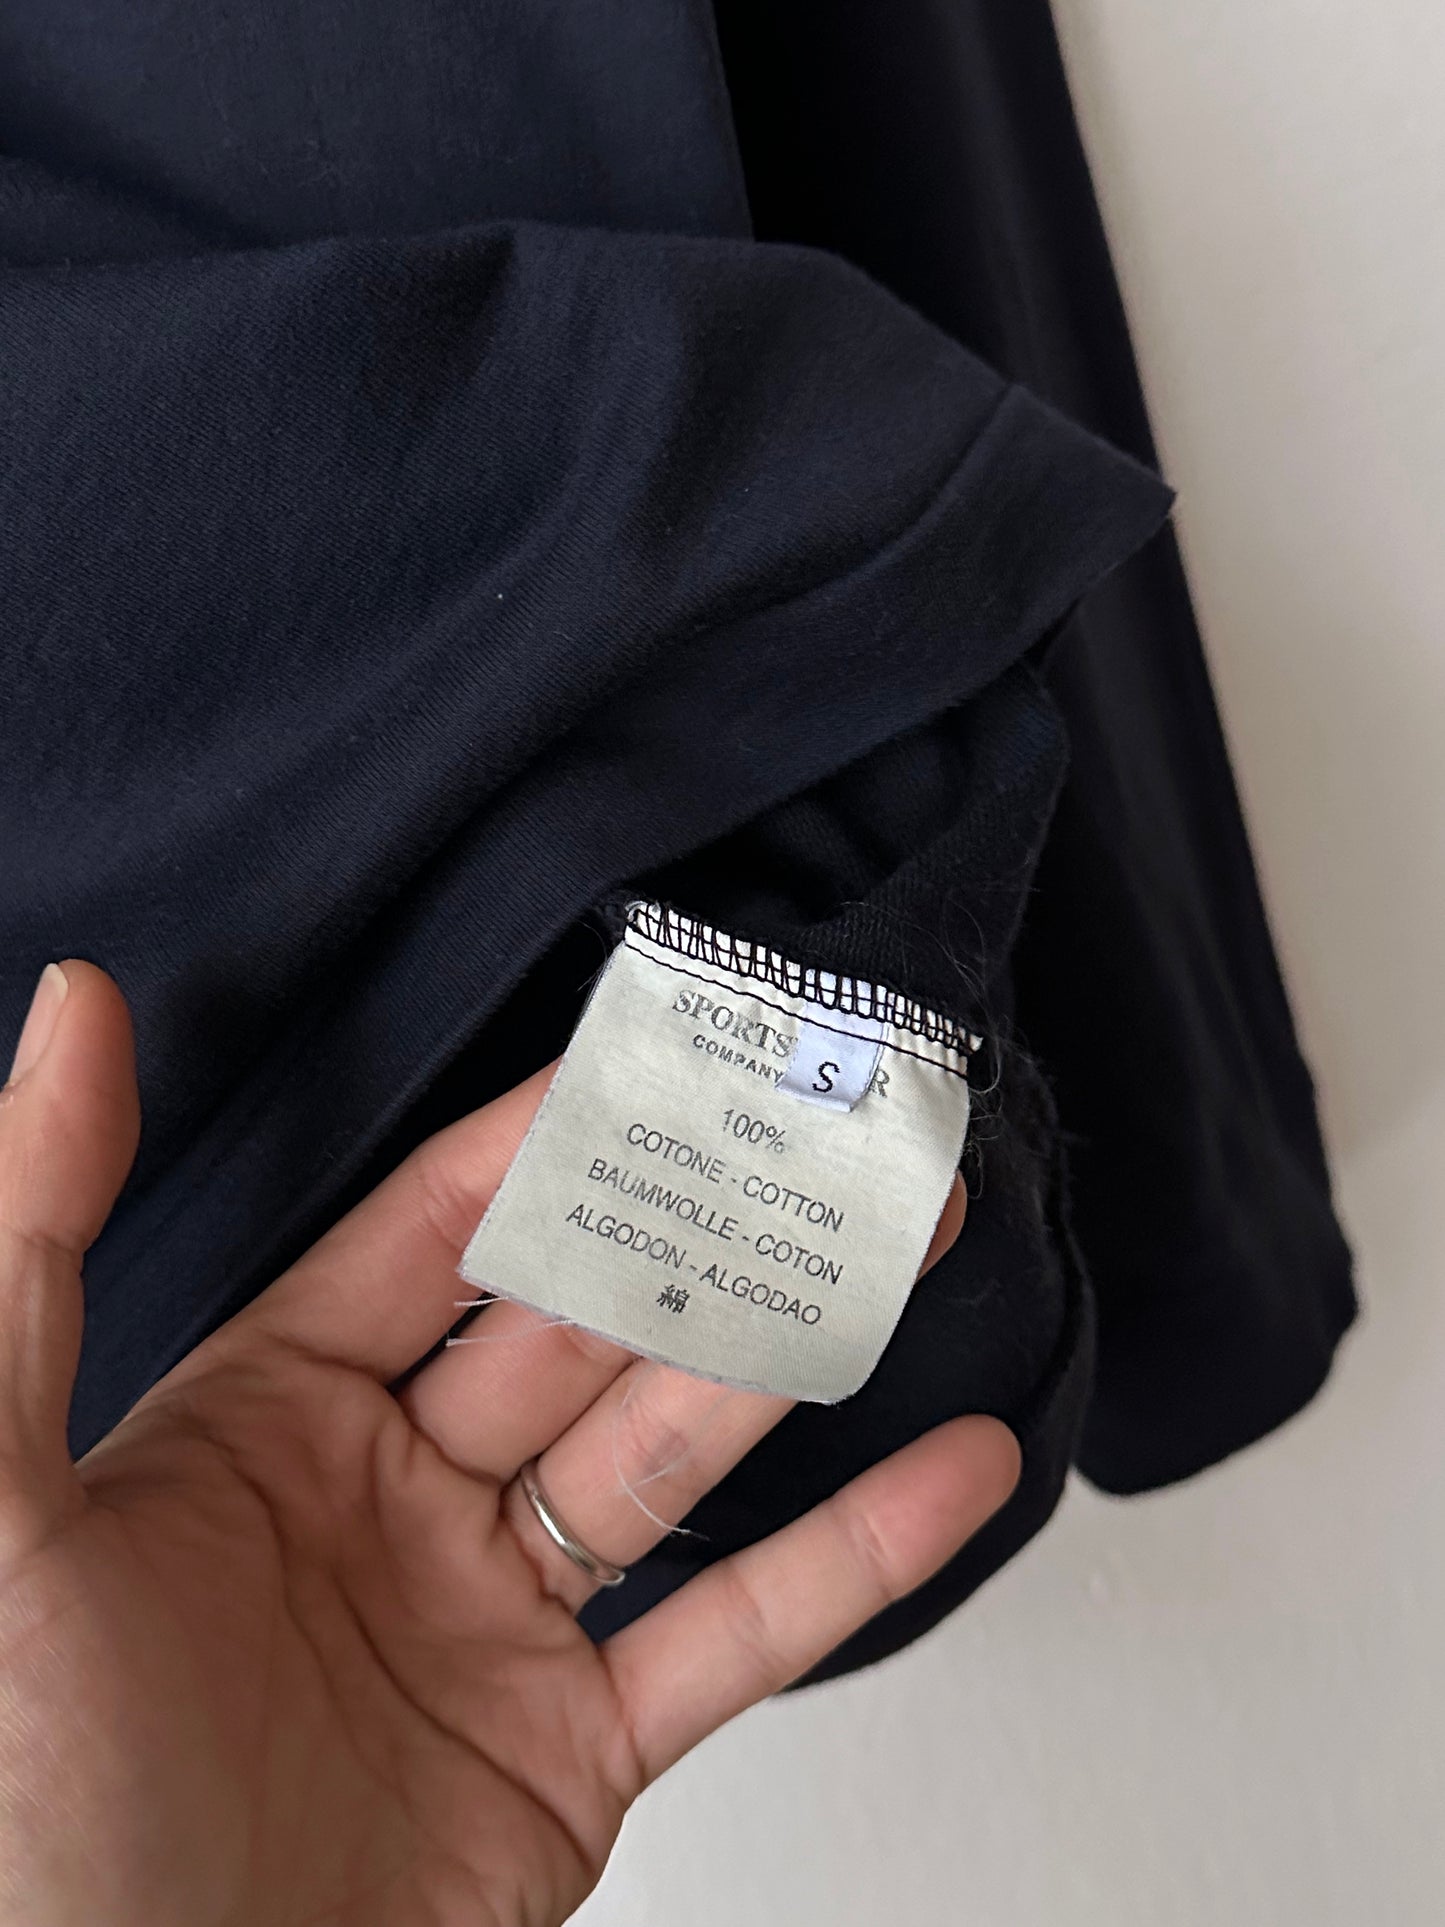 SPORTS R
COMPANY
S
100%
COTONE - COTTON
BAUMWOLLE - COTON
ALGODON - ALGODAO
綿